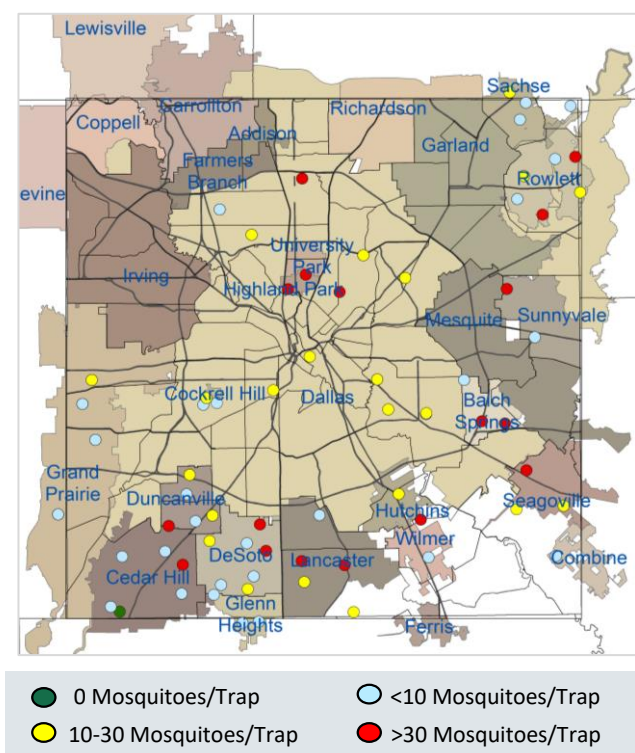 Lewisville
Sachse
Coppell
Carrollton
Addison
Richardson
Garland
Farmers
Branch
evine
Rowlett
University
Park
Irving
Highland Park
Mesquite
Sunnyvale
Cockrell Hill
Dallas
Balch
Springs
Grand
Prairie
Duncanville
Hutchins
Seagoville
Wilmer
DeSoto
Lancaster
Combine
Cedar Hill
Glenn
Heights
Ferris
0 Mosquitoes/Trap
<10 Mosquitoes/Trap
10-30 Mosquitoes/Trap
>30 Mosquitoes/Trap